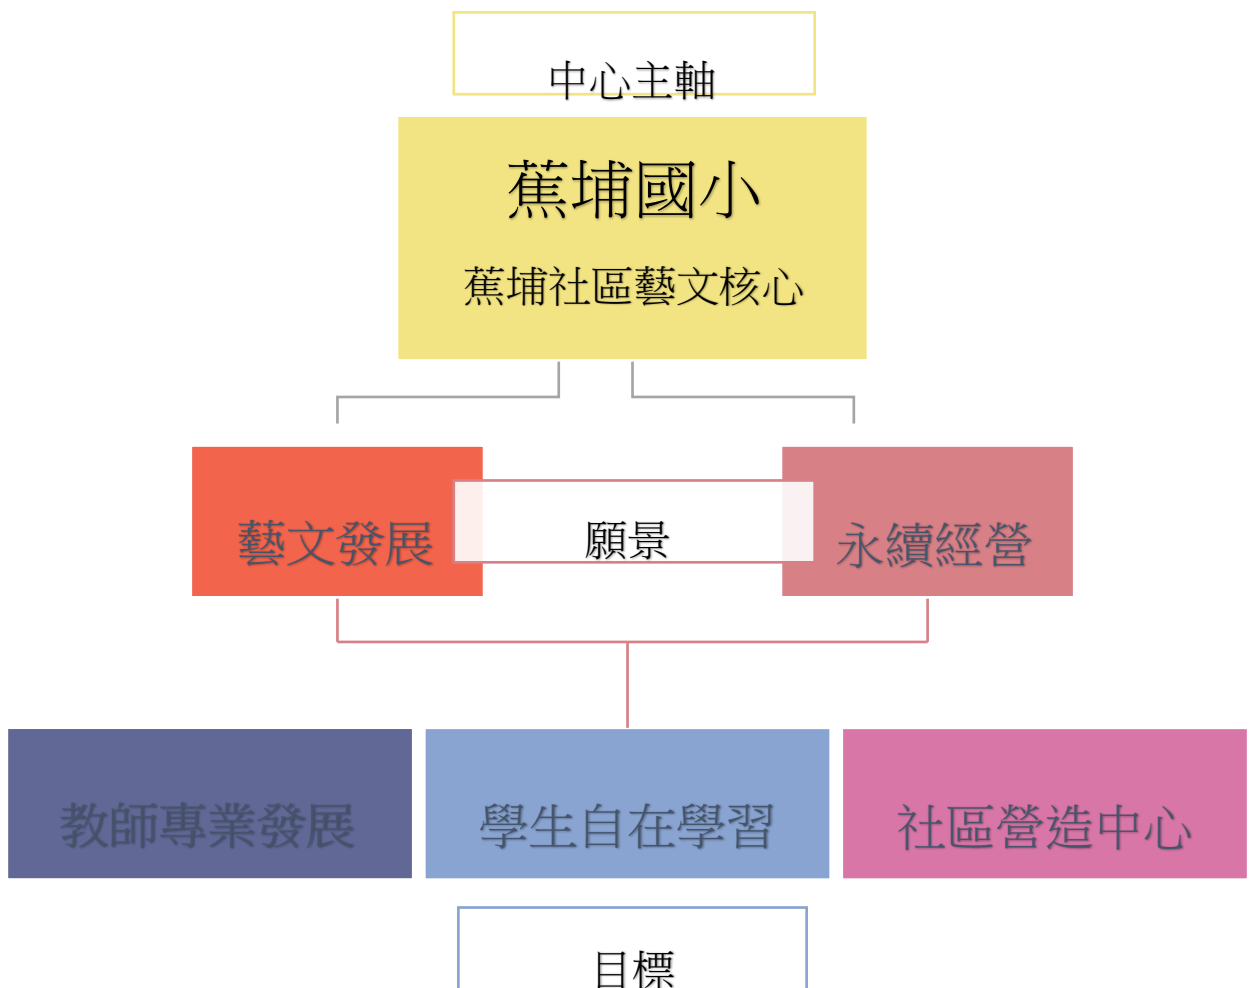 中心主軸
蕉埔國小
蕉埔社區藝文核心
藝文發展
願景
永續經營
教師專業發展
學生自在學習
社區營造中心
目標